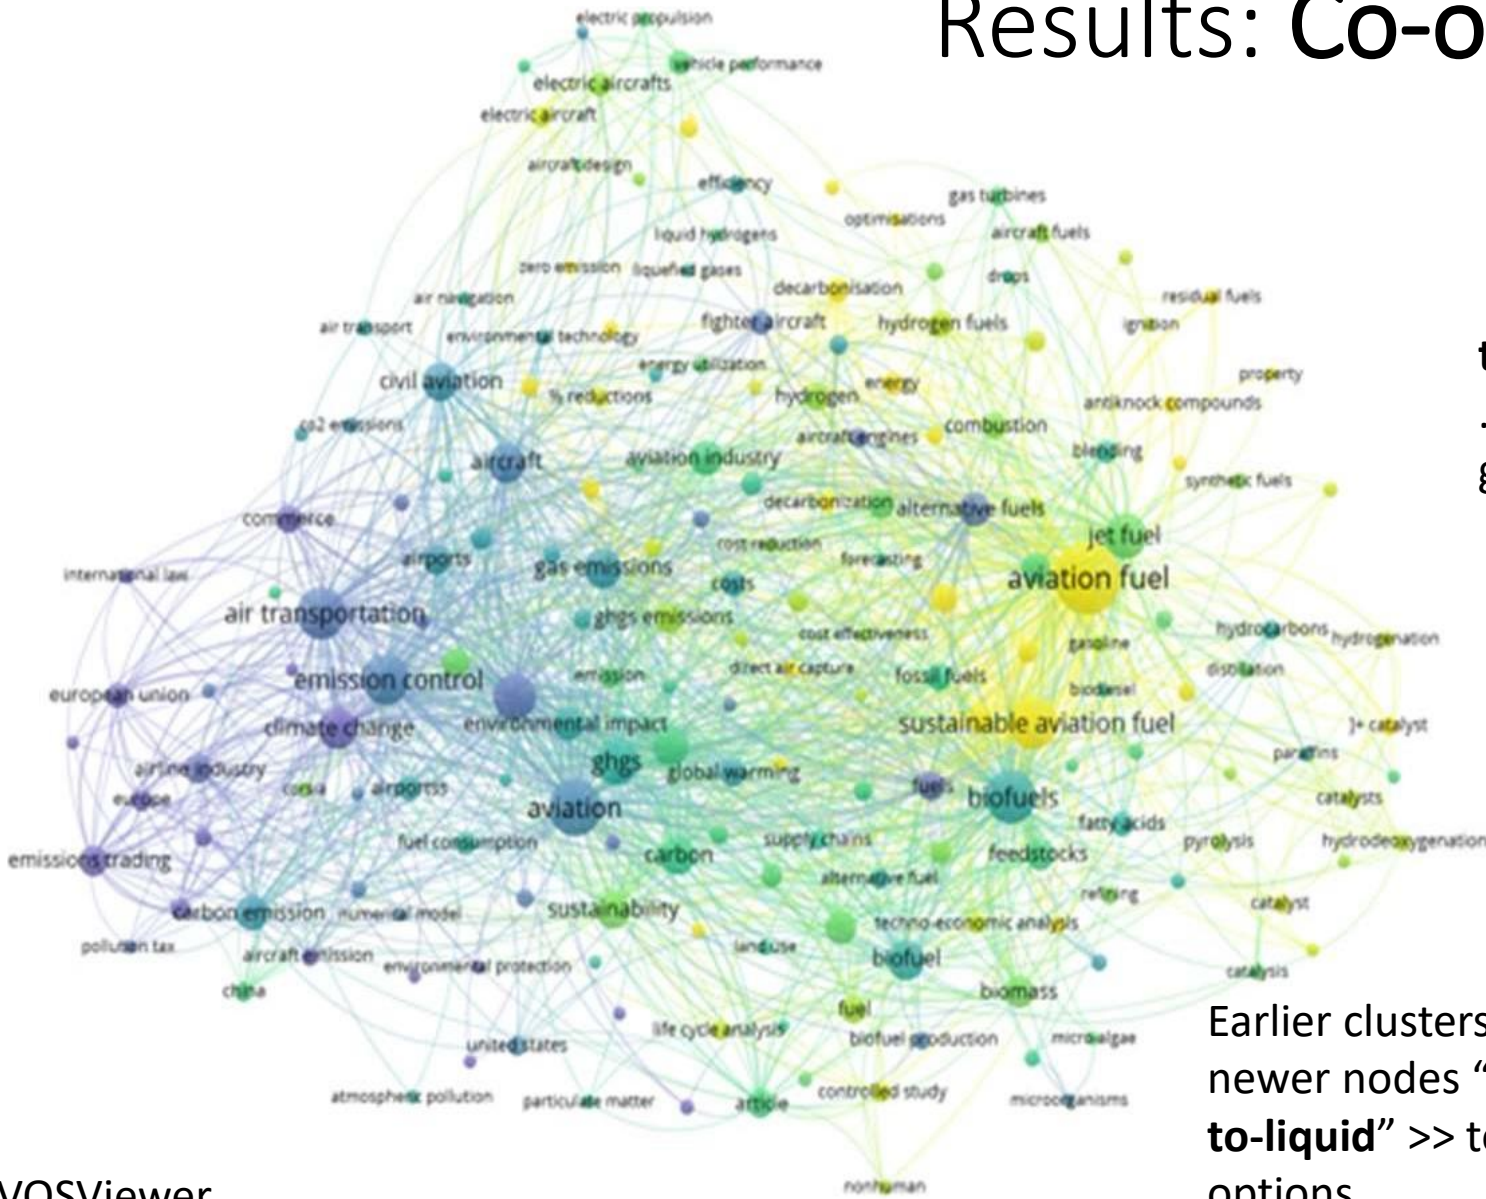 Results: Co-o
electric propulsion
vehicle performance
electric aircrafts
electric aircraft
aircraft design
efficiency
gas turbines
optimisations
liquid hydrogens
aircraft fuels
zero emission
liquefied gases
drops
decarbonisation
air navigation
residual fuels
air transport
fighter aircraft
hydrogen fuels
ignition
environmental technology
t
energy utilization
property
civil aviation
energy
% reductions
hydrogen
antiknock compounds
co2 emissions
combustion
.
aircraft engines
blending
aircraft
aviation industry
g
synthetic fuels
decarbonization
alternative fuels
commerce
jet fuel
cost reduction
airports
gas emissions
forecasting
international law
costs
aviation fuel
air transportation
ghgs emissions
cost effectiveness
hydrocarbons
hydrogenation
gasoline
emission control
emission
direct air capture
fossil fuels
distillation
european union
biodiesel
climate change
environmental impact
sustainable aviation fuel
]+ catalyst
paraffins
airline industry
ghgs
global warming
corsia
airportss
fuels
biofuels
europe
aviation
catalysts
fatty acids
fuel consumption
supply chains
pyrolysis
hydrodeoxygenation
emissions trading
carbon
feedstocks
alternative fuel
refining
carbon emission
numerical model
sustainability
catalyst
techno-economic analysis
pollution tax
land use
aircraft emission
environmental protection
biofuel
catalysis
china
biomass
fuel
Earlier clusters
life cycle analysis
biofuel production
micro-algae
united states
newer nodes “
atmospheric pollution
particulate matter
article
controlled study
microorganisms
to-liquid” >> t
nonhuman
VOSViewer
options